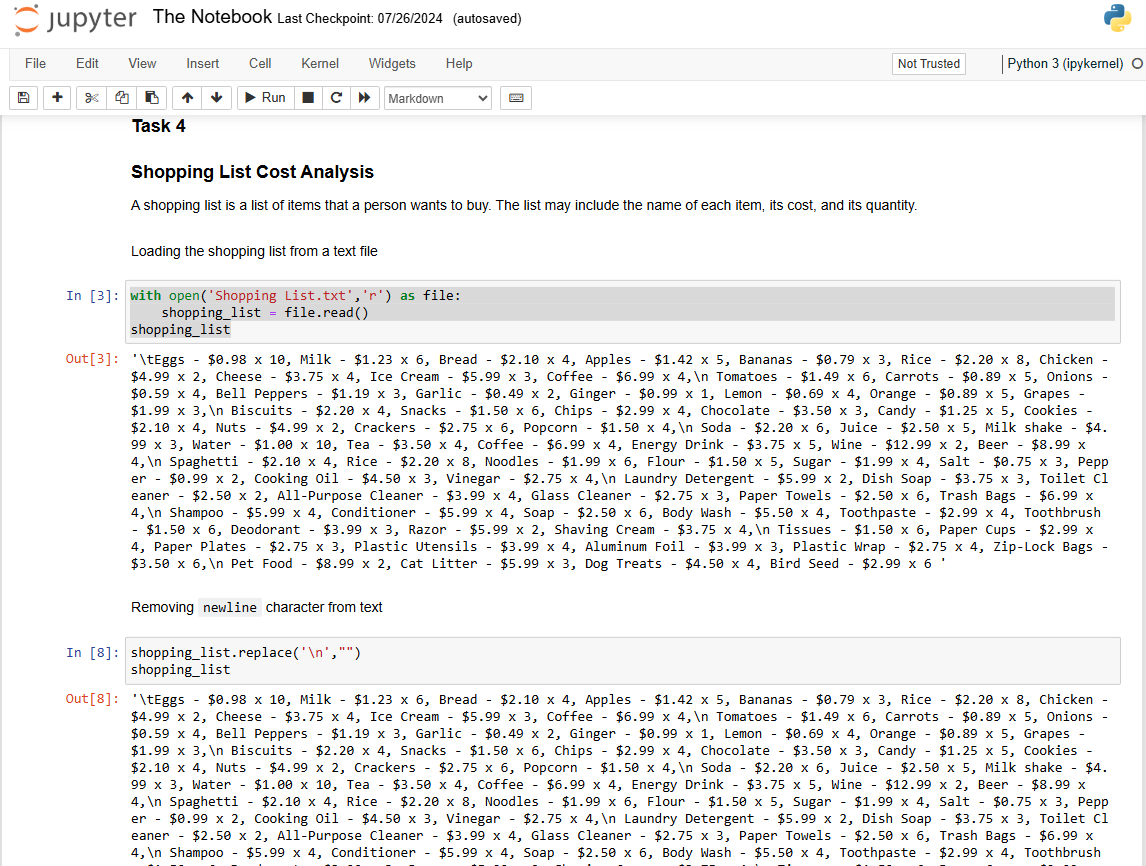 jupyter The Notebook Last Checkpoint: 07/26/2024 (autosaved)
File Edit View Insert Cell Kernel Widgets Help Not Trusted Python 3 (ipykernel)
Run Markdown
Task 4
Shopping List Cost Analysis
A shopping list is a list of items that a person wants to buy. The list may include the name of each item, its cost, and its quantity.
Loading the shopping list from a text file
In [3]: with open('Shopping List.txt','r') as file:
shopping_list = file.read()
shopping_list
Out[3]: '\tEggs - $0.98 x 10, Milk - $1.23 x 6, Bread - $2.10 x 4, Apples - $1.42 x 5, Bananas - $0.79 x 3, Rice - $2.20 x 8, Chicken -
$4.99 x 2, Cheese - $3.75 x 4, Ice Cream - $5.99 x 3, Coffee - $6.99 x 4,\n Tomatoes - $1.49 x 6, Carrots - $0.89 x 5, Onions -
$0.59 x 4, Bell Peppers - $1.19 x 3, Garlic - $0.49 x 2, Ginger - $0.99 x 1, Lemon - $0.69 x 4, Orange - $0.89 x 5, Grapes -
$1.99 x 3,\n Biscuits - $2.20 x 4, Snacks - $1.50 x 6, Chips - $2.99 x 4, Chocolate - $3.50 x 3, Candy - $1.25 x 5, Cookies -
$2.10 x 4, Nuts - $4.99 x 2, Crackers - $2.75 x 6, Popcorn - $1.50 x 4,\n Soda - $2.20 x 6, Juice - $2.50 x 5, Milk shake - $4.
99 x 3, Water - $1.00 x 10, Tea - $3.50 x 4, Coffee - $6.99 x 4, Energy Drink - $3.75 x 5, Wine - $12.99 x 2, Beer - $8.99 x
4,\n Spaghetti - $2.10 x 4, Rice - $2.20 x 8, Noodles - $1.99 x 6, Flour - $1.50 x 5, Sugar - $1.99 x 4, Salt - $0.75 x 3, Pepp
er - $0.99 x 2, Cooking Oil - $4.50 x 3, Vinegar - $2.75 x 4,\n Laundry Detergent - $5.99 x 2, Dish Soap - $3.75 x 3, Toilet Cl
eaner - $2.50 x 2, All-Purpose Cleaner - $3.99 x 4, Glass Cleaner - $2.75 x 3, Paper Towels - $2.50 x 6, Trash Bags - $6.99 x
4,\n Shampoo - $5.99 x 4, Conditioner - $5.99 x 4, Soap - $2.50 x 6, Body Wash - $5.50 x 4, Toothpaste - $2.99 x 4, Toothbrush
- $1.50 x 6, Deodorant - $3.99 x 3, Razor - $5.99 x 2, Shaving Cream - $3.75 x 4,\n Tissues - $1.50 x 6, Paper Cups - $2.99 x
4, Paper Plates - $2.75 x 3, Plastic Utensils - $3.99 x 4, Aluminum Foil - $3.99 x 3, Plastic Wrap - $2.75 x 4, Zip-Lock Bags -
$3.50 x 6,\n Pet Food - $8.99 x 2, Cat Litter - $5.99 x 3, Dog Treats - $4.50 x 4, Bird Seed - $2.99 x 6 '
Removing newline character from text
In [8]: shopping_list.replace('\n',"")
shopping_list
Out[8]: '\tEggs - $0.98 x 10, Milk - $1.23 x 6, Bread - $2.10 x 4, Apples - $1.42 x 5, Bananas - $0.79 x 3, Rice - $2.20 x 8, Chicken -
$4.99 x 2, Cheese - $3.75 x 4, Ice Cream - $5.99 x 3, Coffee - $6.99 x 4,\n Tomatoes - $1.49 x 6, Carrots - $0.89 x 5, Onions -
$0.59 x 4, Bell Peppers - $1.19 x 3, Garlic - $0.49 x 2, Ginger - $0.99 x 1, Lemon - $0.69 x 4, Orange - $0.89 x 5, Grapes -
$1.99 x 3,\n Biscuits - $2.20 x 4, Snacks - $1.50 x 6, Chips - $2.99 x 4, Chocolate - $3.50 x 3, Candy - $1.25 x 5, Cookies -
$2.10 x 4, Nuts - $4.99 x 2, Crackers - $2.75 x 6, Popcorn - $1.50 x 4,\n Soda - $2.20 x 6, Juice - $2.50 x 5, Milk shake - $4.
99 x 3, Water - $1.00 x 10, Tea - $3.50 x 4, Coffee - $6.99 x 4, Energy Drink - $3.75 x 5, Wine - $12.99 x 2, Beer - $8.99 x
4,\n Spaghetti - $2.10 x 4, Rice - $2.20 x 8, Noodles - $1.99 x 6, Flour - $1.50 x 5, Sugar - $1.99 x 4, Salt - $0.75 x 3, Pepp
er - $0.99 x 2, Cooking Oil - $4.50 x 3, Vinegar - $2.75 x 4,\n Laundry Detergent - $5.99 x 2, Dish Soap - $3.75 x 3, Toilet Cl
eaner - $2.50 x 2, All-Purpose Cleaner - $3.99 x 4, Glass Cleaner - $2.75 x 3, Paper Towels - $2.50 x 6, Trash Bags - $6.99 x
4,\n Shampoo - $5.99 x 4, Conditioner - $5.99 x 4, Soap - $2.50 x 6, Body Wash - $5.50 x 4, Toothpaste - $2.99 x 4, Toothbrush